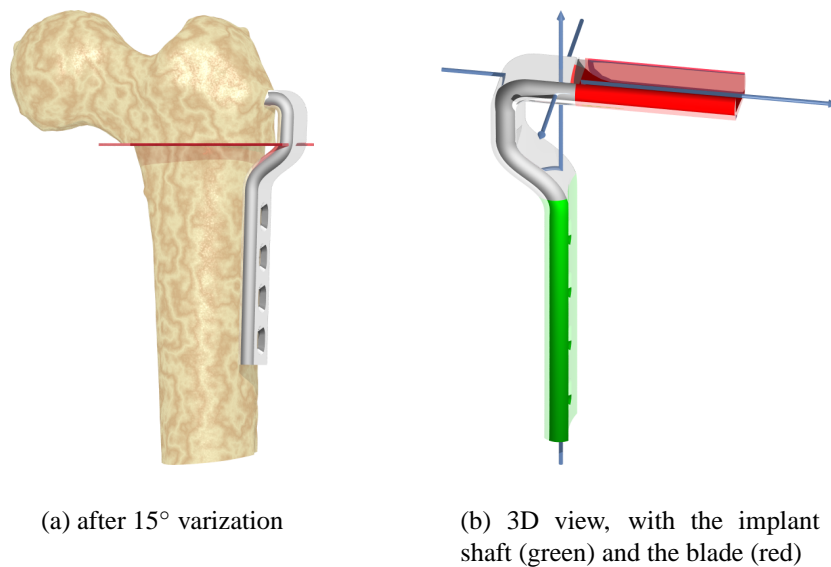 (a) after 15° varization
(b) 3D view, with the implant
shaft (green) and the blade (red)